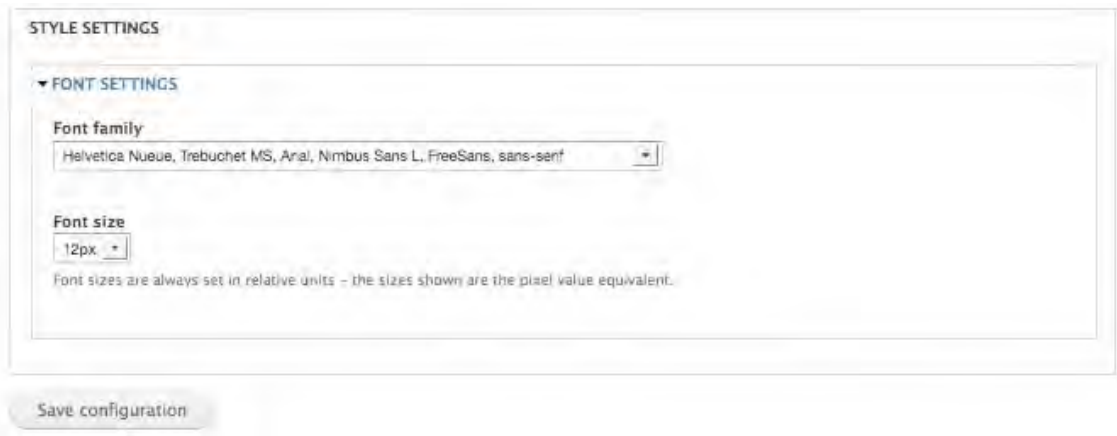 STYLE SETTINGS
FONT SETTINGS
Font family
Helvetica Nueue, Trebuchet MS, Arial, Nimbus Sans L, FreeSans, sans-serif
Font size
12px
Font sizes are always set in relative units – the sizes shown are the pixel value equivalent.
Save configuration